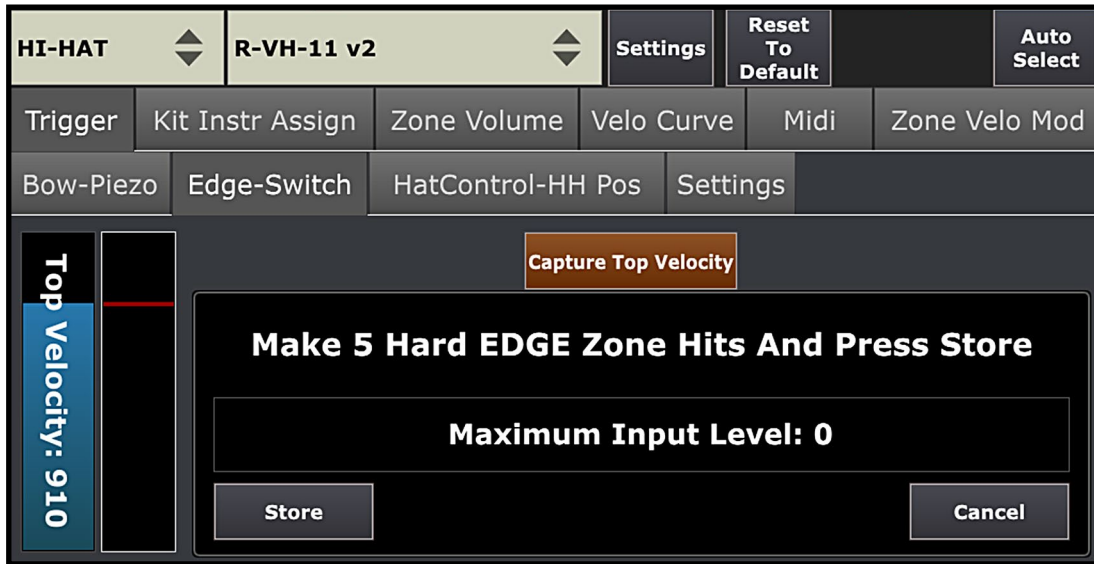 HI-HAT
R-VH-11 v2
Settings
Reset
To
Default
Auto
Select
Trigger
Kit Instr Assign
Zone Volume
Velo Curve
Midi
Zone Velo Mod
Bow-Piezo
Edge-Switch
HatControl-HH Pos
Settings
Top Velocity: 910
Capture Top Velocity
Make 5 Hard EDGE Zone Hits And Press Store
Maximum Input Level: 0
Store
Cancel